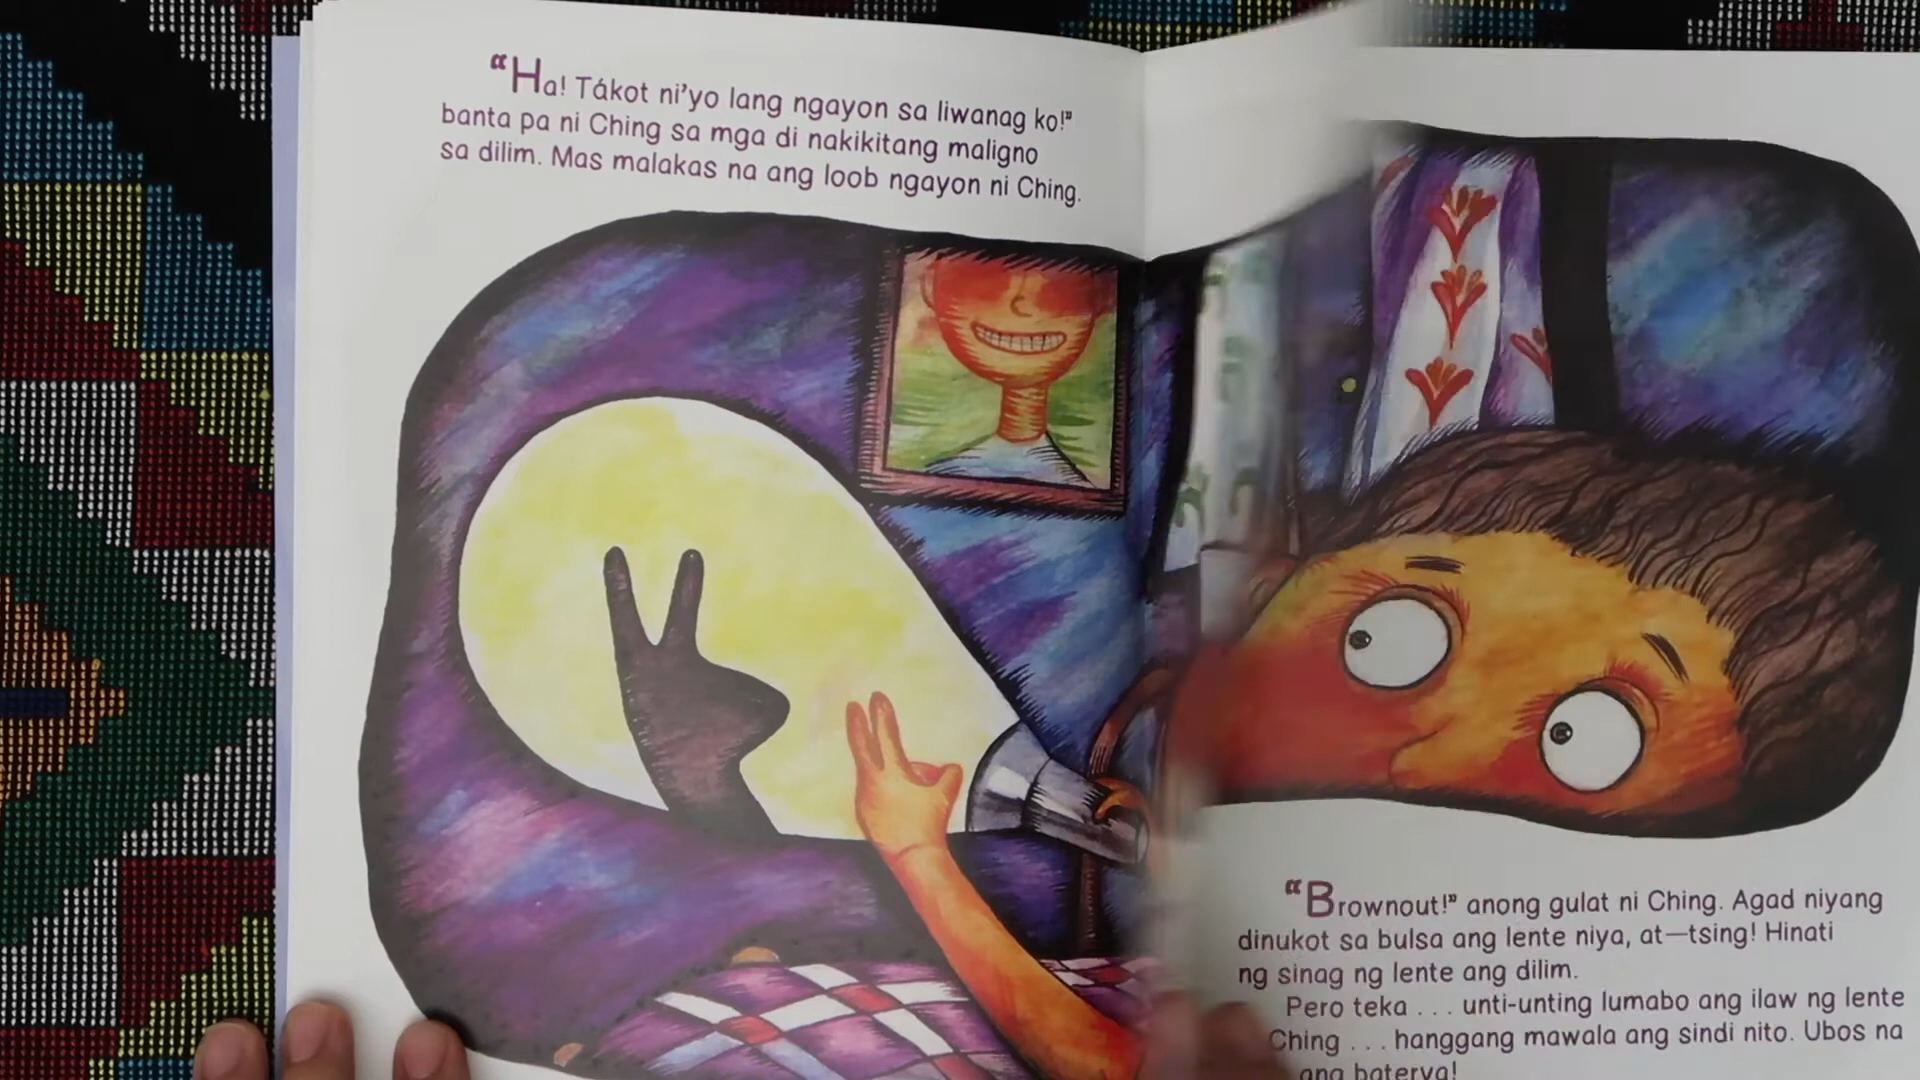 “Ha! Tákot ni’yo lang ngayon sa liwanag ko!”
banta pa ni Ching sa mga di nakikitang maligno
sa dilim. Mas malakas na ang loob ngayon ni Ching.
“Brownout!” anong gulat ni Ching. Agad niyang
dinukot sa bulsa ang lente niya, at—tsing! Hinati
ng sinag ng lente ang dilim.
Pero teka . . . unti-unting lumabo ang ilaw ng lente
Ching . . . hanggang mawala ang sindi nito. Ubos na
ang baterya!